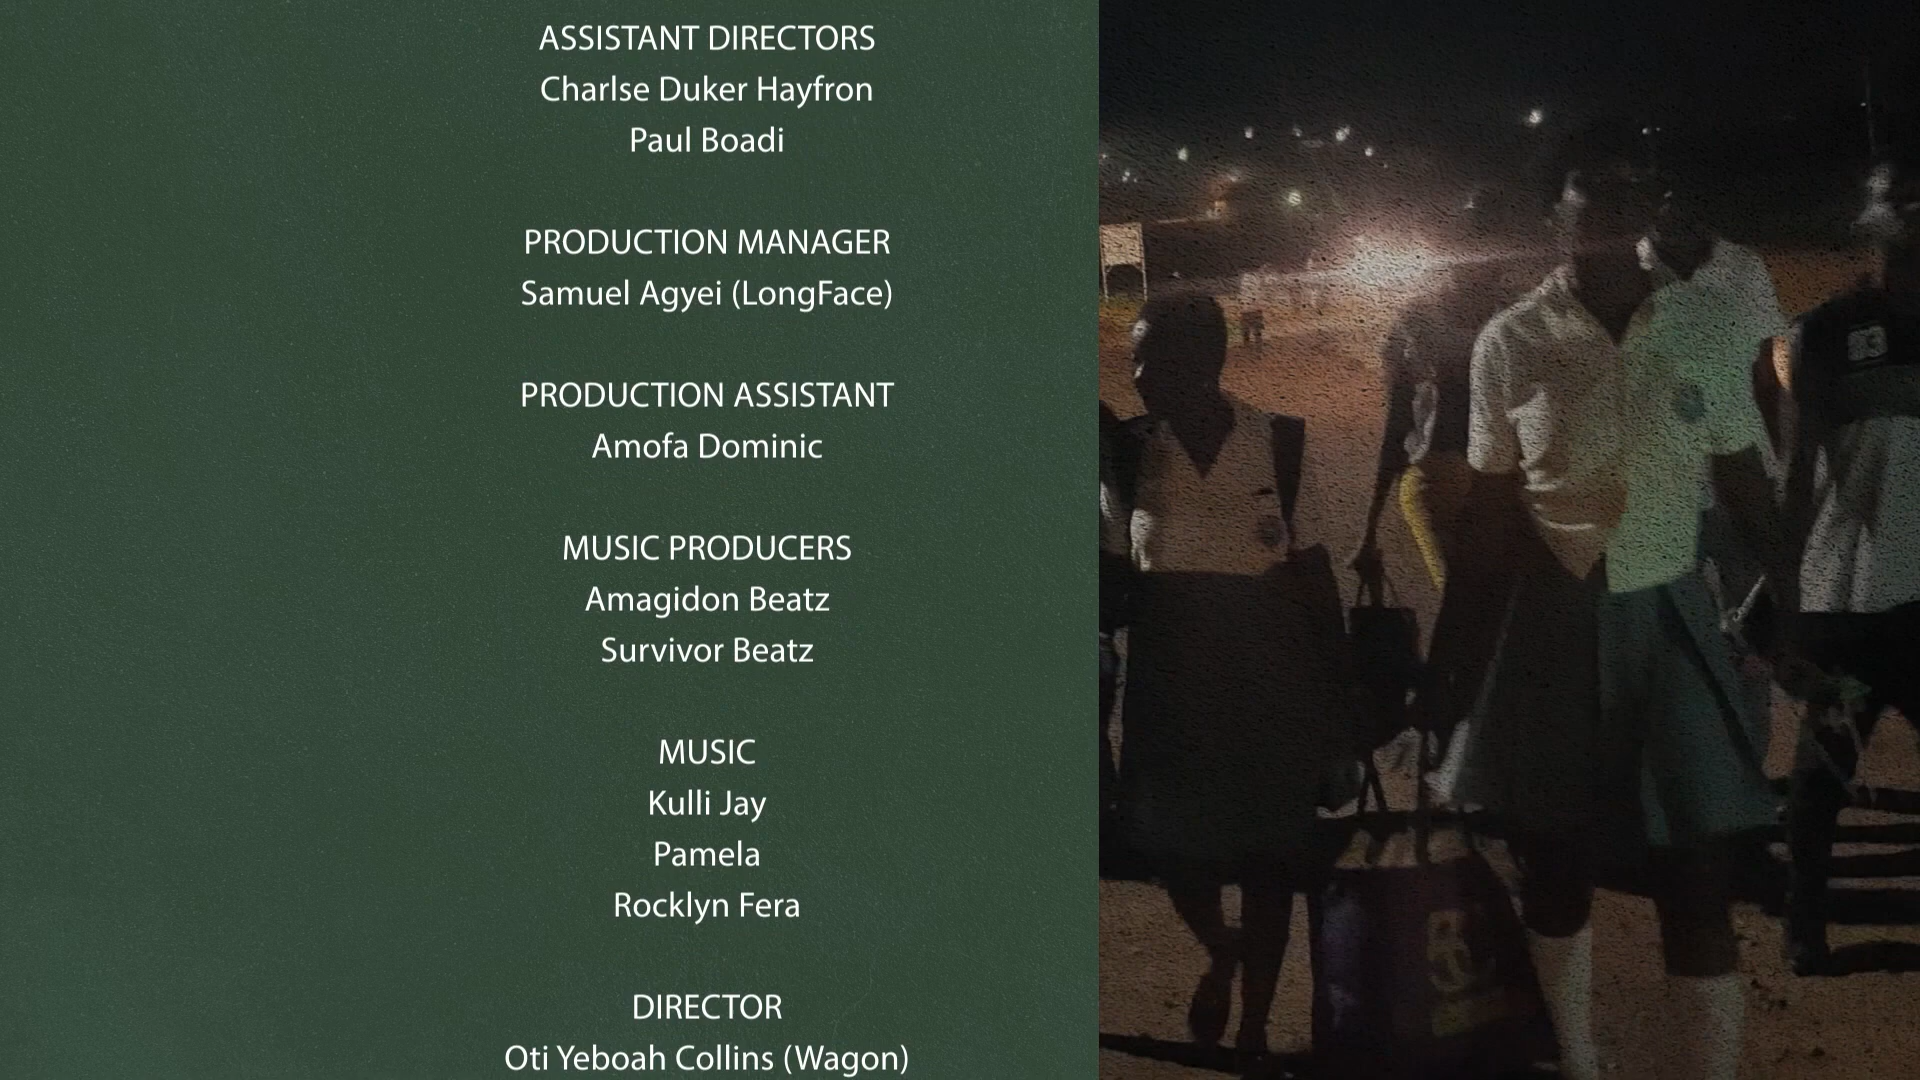 ASSISTANT DIRECTORS
Charlse Duker Hayfron
Paul Boadi
PRODUCTION MANAGER
Samuel Agyei (LongFace)
PRODUCTION ASSISTANT
Amofa Dominic
MUSIC PRODUCERS
Amagidon Beatz
Survivor Beatz
MUSIC
Kulli Jay
Pamela
Rocklyn Fera
DIRECTOR
Oti Yeboah Collins (Wagon)